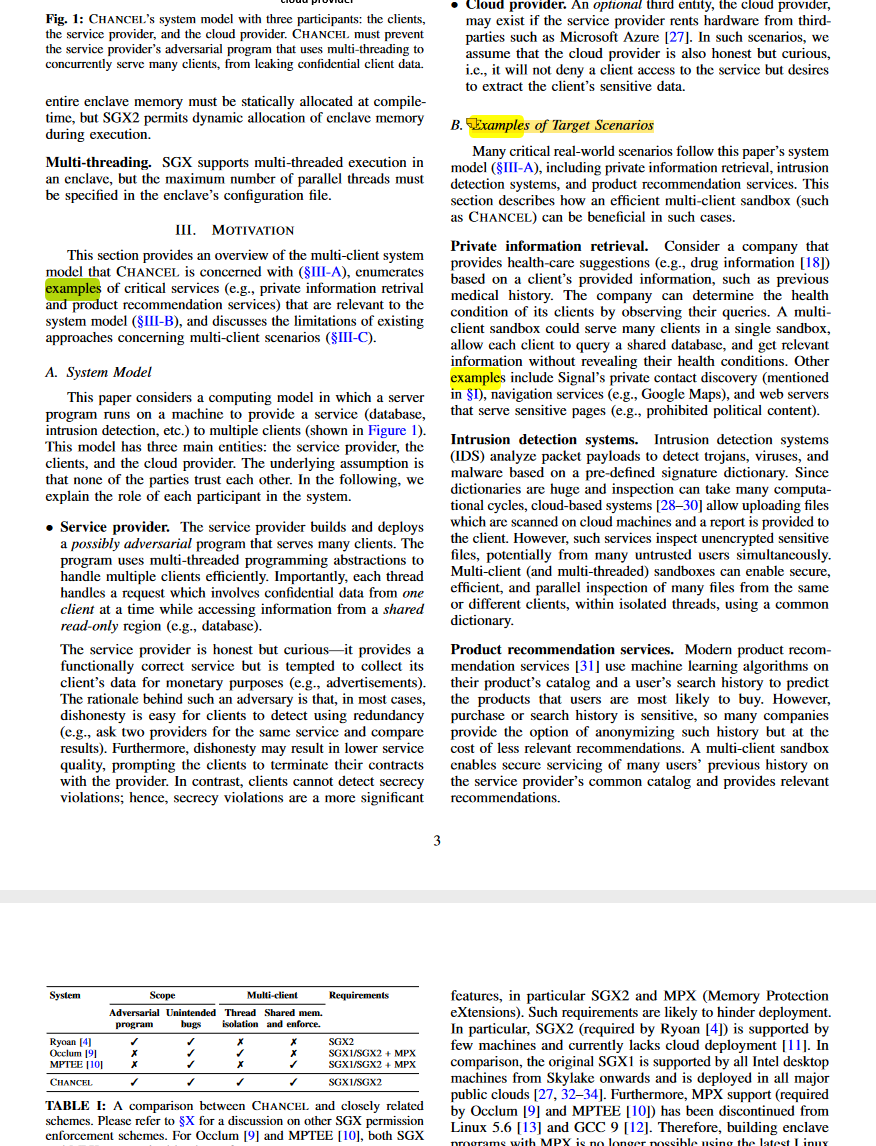 Fig. 1: CHANCEL's system model with three participants: the clients,
the service provider, and the cloud provider. CHANCEL must prevent
the service provider's adversarial program that uses multi-threading to
concurrently serve many clients, from leaking confidential client data.
entire enclave memory must be statically allocated at compile-
time, but SGX2 permits dynamic allocation of enclave memory
during execution.
Multi-threading. SGX supports multi-threaded execution in
an enclave, but the maximum number of parallel threads must
be specified in the enclave's configuration file.
III. MOTIVATION
This section provides an overview of the multi-client system
model that CHANCEL is concerned with (§III-A), enumerates
examples of critical services (e.g., private information retrival
and product recommendation services) that are relevant to the
system model (§III-B), and discusses the limitations of existing
approaches concerning multi-client scenarios (§III-C).
A. System Model
This paper considers a computing model in which a server
program runs on a machine to provide a service (database,
intrusion detection, etc.) to multiple clients (shown in Figure 1).
This model has three main entities: the service provider, the
clients, and the cloud provider. The underlying assumption is
that none of the parties trust each other. In the following, we
explain the role of each participant in the system.
• Service provider. The service provider builds and deploys
a possibly adversarial program that serves many clients. The
program uses multi-threaded programming abstractions to
handle multiple clients efficiently. Importantly, each thread
handles a request which involves confidential data from one
client at a time while accessing information from a shared
read-only region (e.g., database).
The service provider is honest but curious—it provides a
functionally correct service but is tempted to collect its
client's data for monetary purposes (e.g., advertisements).
The rationale behind such an adversary is that, in most cases,
dishonesty is easy for clients to detect using redundancy
(e.g., ask two providers for the same service and compare
results). Furthermore, dishonesty may result in lower service
quality, prompting the clients to terminate their contracts
with the provider. In contrast, clients cannot detect secrecy
violations; hence, secrecy violations are a more significant
• Cloud provider. An optional third entity, the cloud provider,
may exist if the service provider rents hardware from third-
parties such as Microsoft Azure [27]. In such scenarios, we
assume that the cloud provider is also honest but curious,
i.e., it will not deny a client access to the service but desires
to extract the client's sensitive data.
B. Examples of Target Scenarios
Many critical real-world scenarios follow this paper's system
model (§III-A), including private information retrieval, intrusion
detection systems, and product recommendation services. This
section describes how an efficient multi-client sandbox (such
as CHANCEL) can be beneficial in such cases.
Private information retrieval. Consider a company that
provides health-care suggestions (e.g., drug information [18])
based on a client's provided information, such as previous
medical history. The company can determine the health
condition of its clients by observing their queries. A multi-
client sandbox could serve many clients in a single sandbox,
allow each client to query a shared database, and get relevant
information without revealing their health conditions. Other
examples include Signal's private contact discovery (mentioned
in §I), navigation services (e.g., Google Maps), and web servers
that serve sensitive pages (e.g., prohibited political content).
Intrusion detection systems. Intrusion detection systems
(IDS) analyze packet payloads to detect trojans, viruses, and
malware based on a pre-defined signature dictionary. Since
dictionaries are huge and inspection can take many computa-
tional cycles, cloud-based systems [28–30] allow uploading files
which are scanned on cloud machines and a report is provided to
the client. However, such services inspect unencrypted sensitive
files, potentially from many untrusted users simultaneously.
Multi-client (and multi-threaded) sandboxes can enable secure,
efficient, and parallel inspection of many files from the same
or different clients, within isolated threads, using a common
dictionary.
Product recommendation services. Modern product recom-
mendation services [31] use machine learning algorithms on
their product's catalog and a user's search history to predict
the products that users are most likely to buy. However,
purchase or search history is sensitive, so many companies
provide the option of anonymizing such history but at the
cost of less relevant recommendations. A multi-client sandbox
enables secure servicing of many users' previous history on
the service provider's common catalog and provides relevant
recommendations.
3
System Scope Multi-client Requirements
Adversarial Unintended Thread Shared mem.
program bugs isolation and enforce.
Ryoan [4] ✓ ✓ ✗ ✗ SGX2
Occlum [9] ✗ ✓ ✓ ✗ SGX1/SGX2 + MPX
MPTEE [10] ✗ ✓ ✗ ✓ SGX1/SGX2 + MPX
CHANCEL ✓ ✓ ✓ ✓ SGX1/SGX2
TABLE I: A comparison between CHANCEL and closely related
schemes. Please refer to §X for a discussion on other SGX permission
enforcement schemes. For Occlum [9] and MPTEE [10], both SGX
features, in particular SGX2 and MPX (Memory Protection
eXtensions). Such requirements are likely to hinder deployment.
In particular, SGX2 (required by Ryoan [4]) is supported by
few machines and currently lacks cloud deployment [11]. In
comparison, the original SGX1 is supported by all Intel desktop
machines from Skylake onwards and is deployed in all major
public clouds [27, 32–34]. Furthermore, MPX support (required
by Occlum [9] and MPTEE [10]) has been discontinued from
Linux 5.6 [13] and GCC 9 [12]. Therefore, building enclave
programs with MPX is no longer possible using the latest Linux